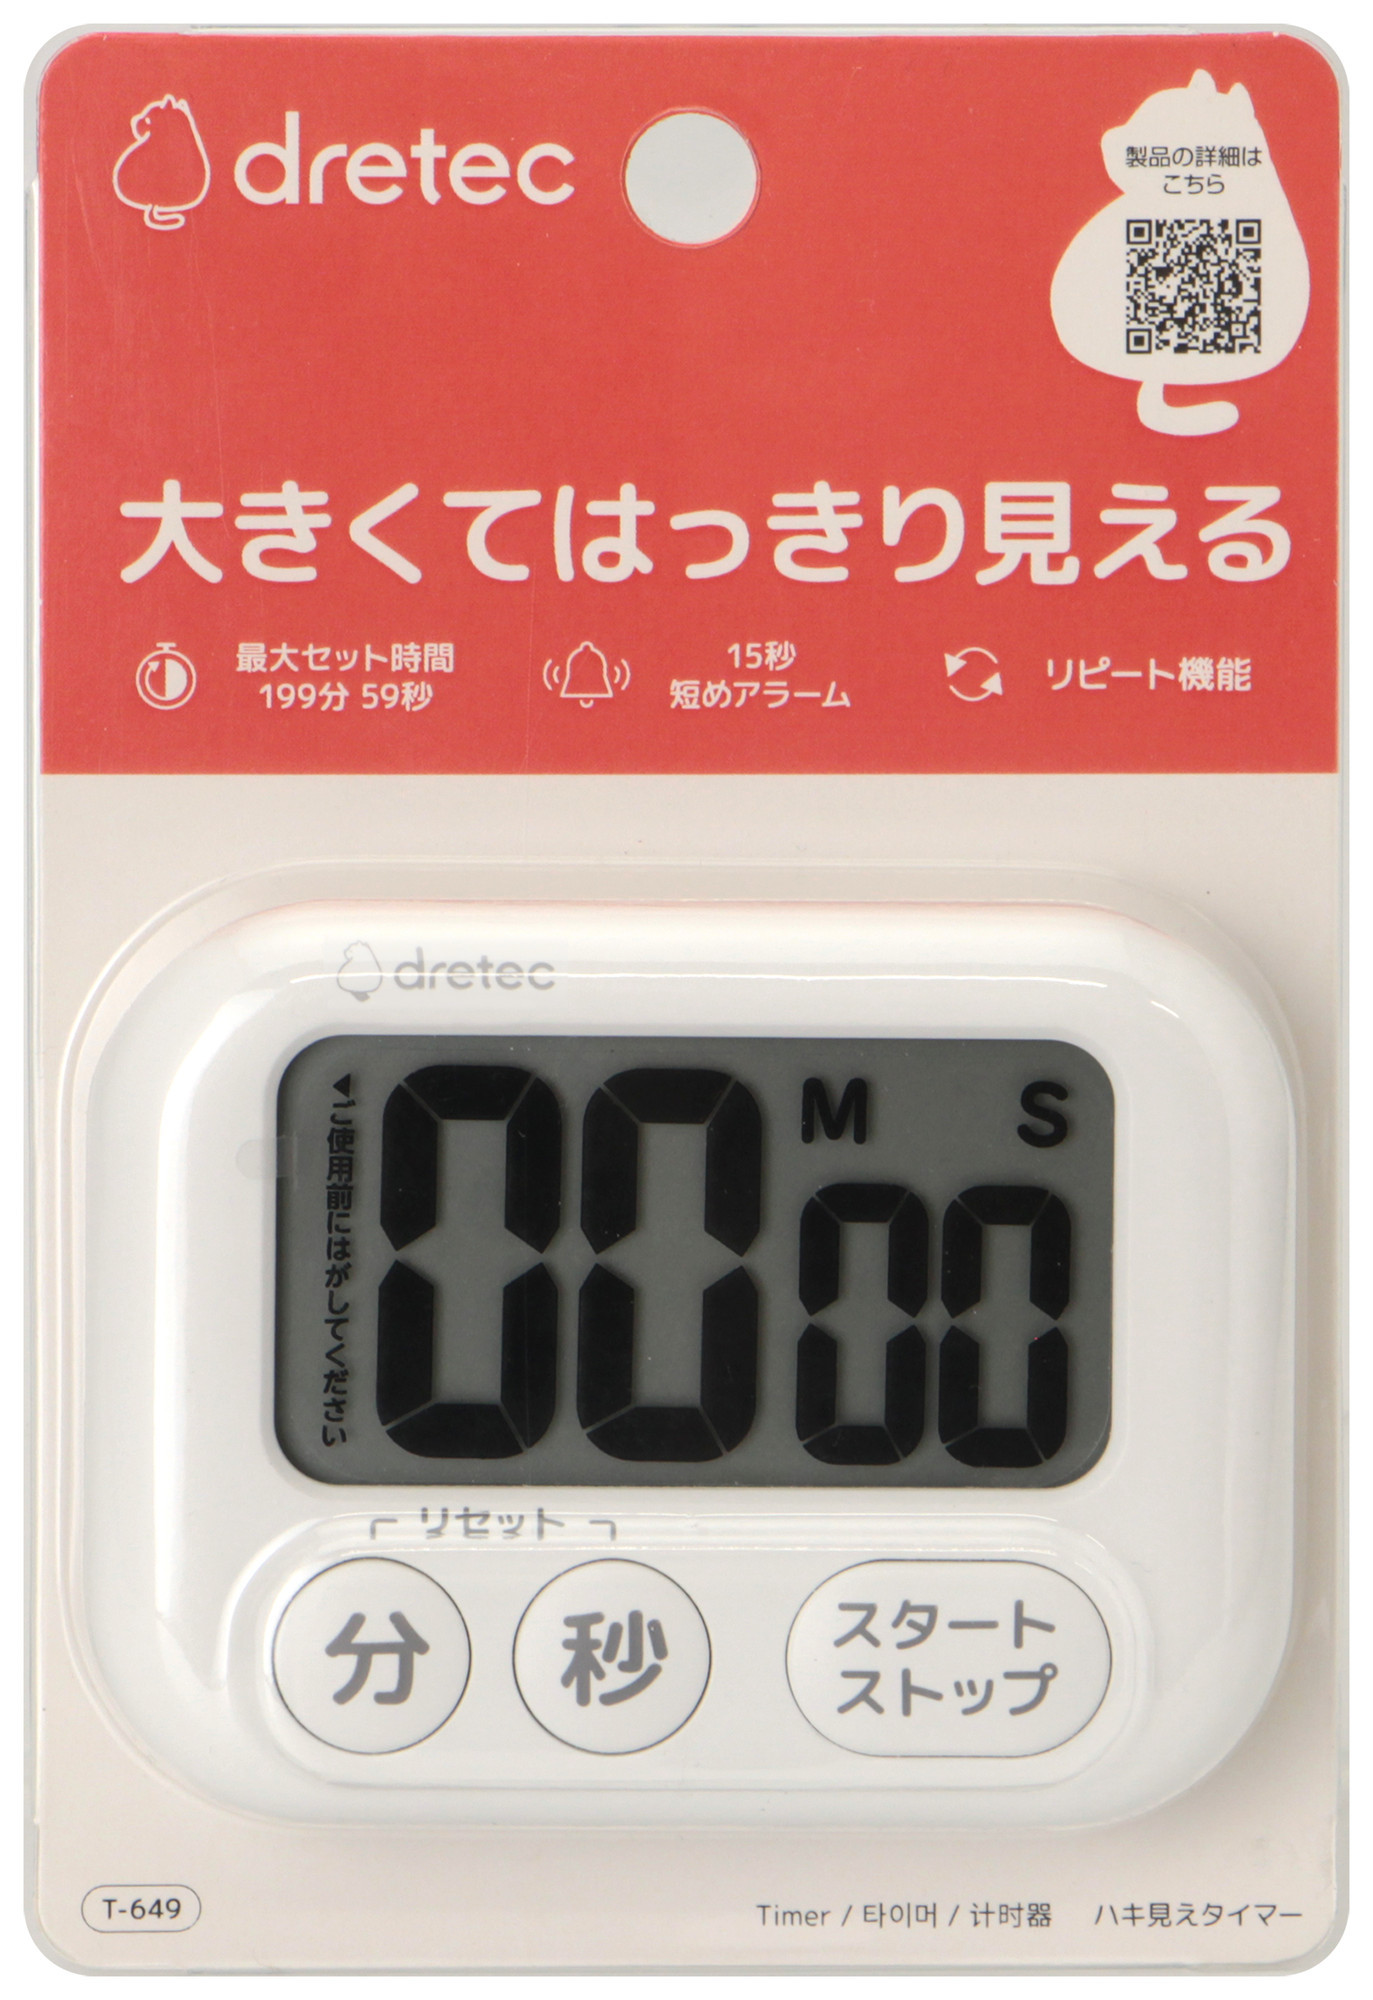 dretec
製品の詳細は
こちら
大きくてはっきり見える
最大セット時間
199分 59秒
15秒
短めアラーム
リピート機能
dretec
◀ご使用前にはがしてください
M S
00 00
リセット
分
秒
スタート
ストップ
T-649
Timer / 타이머 / 计时器 ハキ見えタイマー